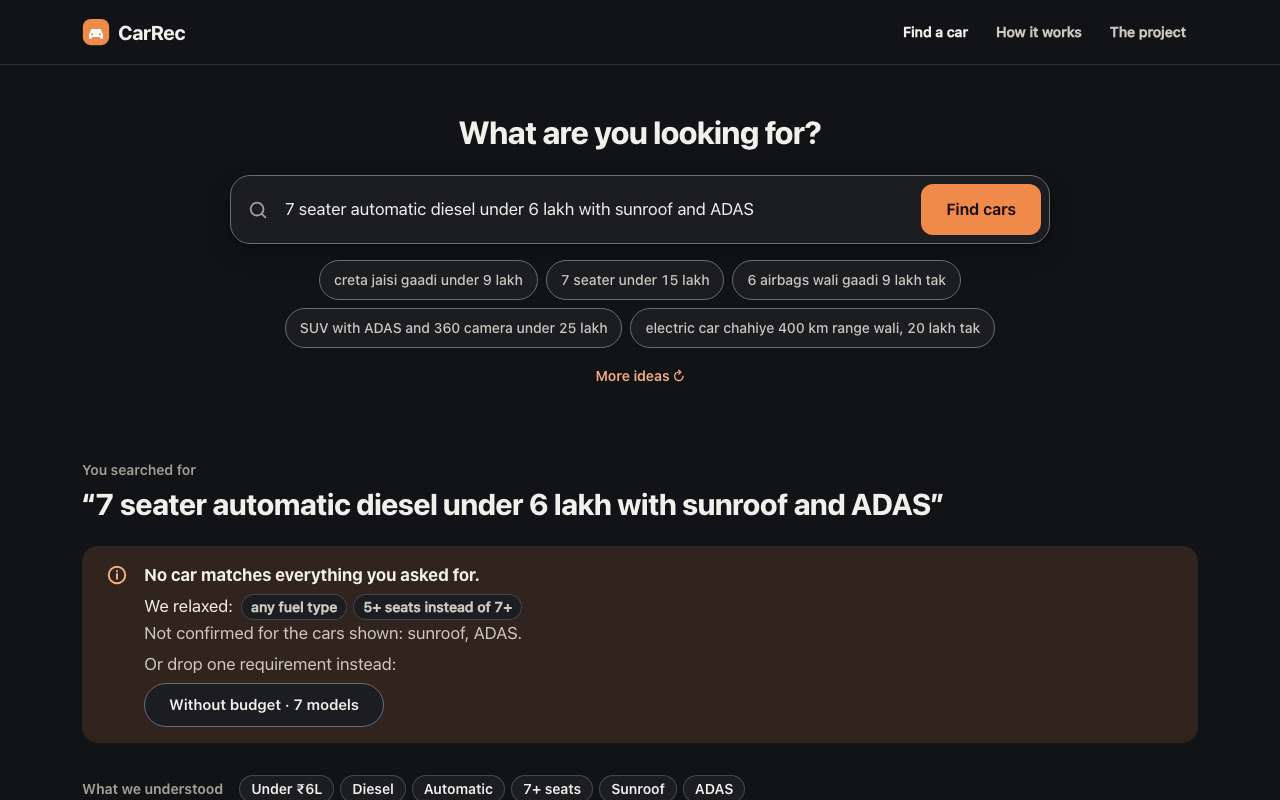 CarRec
Find a car
How it works
The project
What are you looking for?
7 seater automatic diesel under 6 lakh with sunroof and ADAS
Find cars
creta jaisi gaadi under 9 lakh
7 seater under 15 lakh
6 airbags wali gaadi 9 lakh tak
SUV with ADAS and 360 camera under 25 lakh
electric car chahiye 400 km range wali, 20 lakh tak
More ideas ↻
You searched for
“7 seater automatic diesel under 6 lakh with sunroof and ADAS”
No car matches everything you asked for.
We relaxed: any fuel type 5+ seats instead of 7+
Not confirmed for the cars shown: sunroof, ADAS.
Or drop one requirement instead:
Without budget · 7 models
What we understood Under ₹6L Diesel Automatic 7+ seats Sunroof ADAS